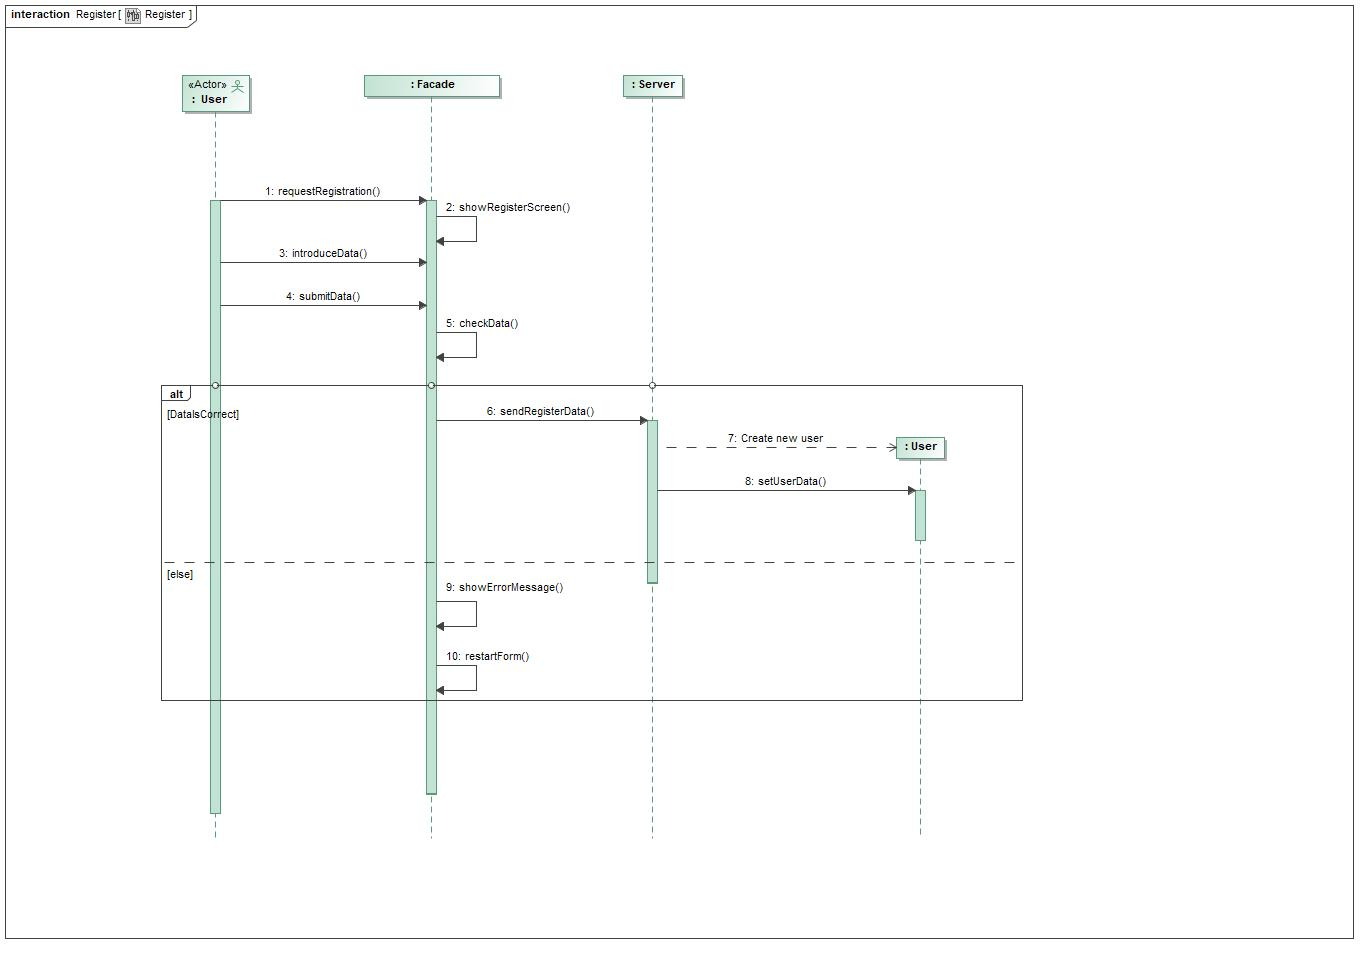 interaction Register [ Register ]
«Actor»
: User
: Facade
: Server
1: requestRegistration()
2: showRegisterScreen()
3: introduceData()
4: submitData()
5: checkData()
alt
[DataIsCorrect]
6: sendRegisterData()
7: Create new user
: User
8: setUserData()
[else]
9: showErrorMessage()
10: restartForm()